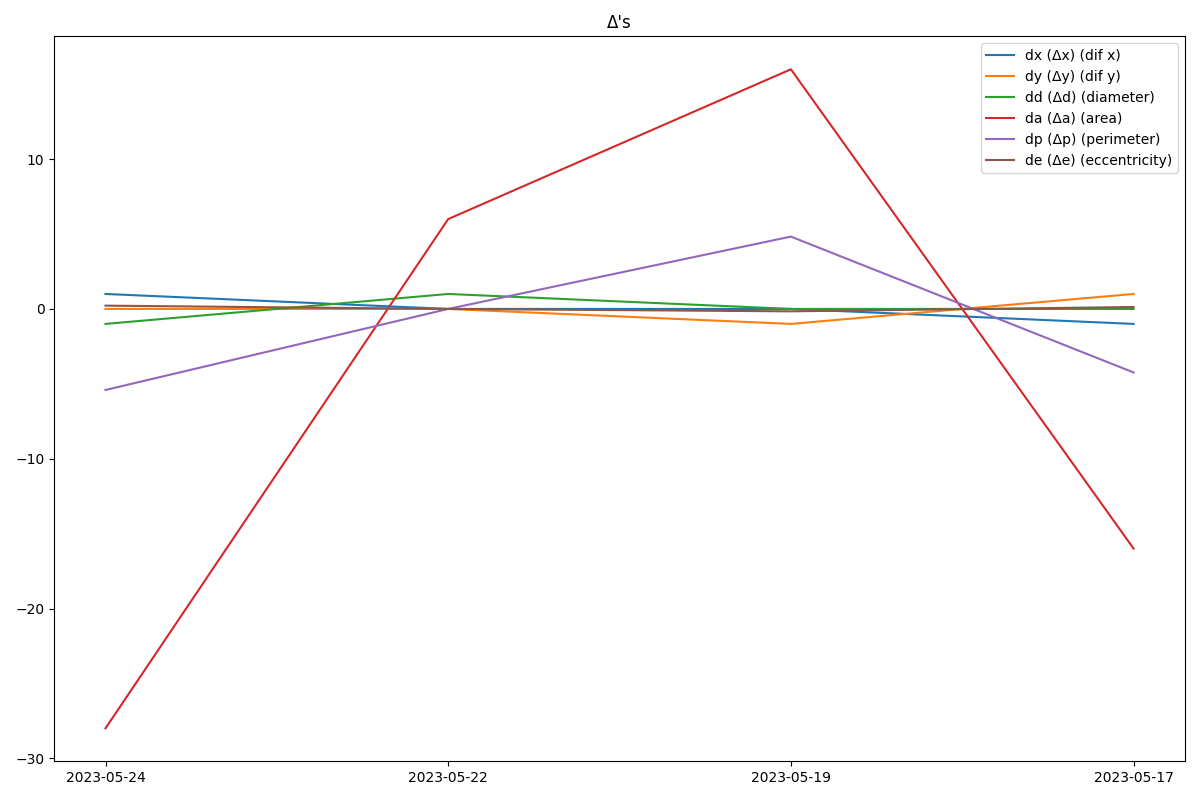 Δ's
dx (Δx) (dif x)
dy (Δy) (dif y)
dd (Δd) (diameter)
da (Δa) (area)
dp (Δp) (perimeter)
de (Δe) (eccentricity)
10
0
−10
−20
−30
2023-05-24 2023-05-22 2023-05-19 2023-05-17